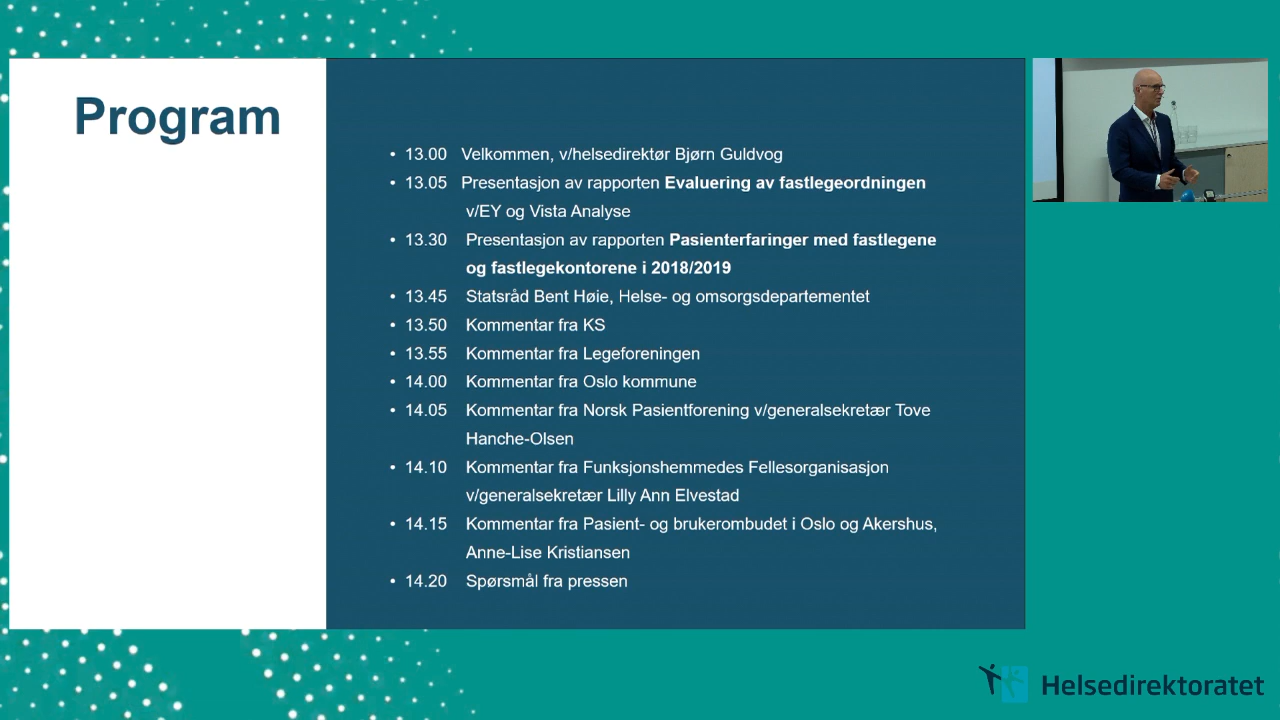 Program
• 13.00 Velkommen, v/helsedirektør Bjørn Guldvog
• 13.05 Presentasjon av rapporten Evaluering av fastlegeordningen
v/EY og Vista Analyse
• 13.30 Presentasjon av rapporten Pasienterfaringer med fastlegene
og fastlegekontorene i 2018/2019
• 13.45 Statsråd Bent Høie, Helse- og omsorgsdepartementet
• 13.50 Kommentar fra KS
• 13.55 Kommentar fra Legeforeningen
• 14.00 Kommentar fra Oslo kommune
• 14.05 Kommentar fra Norsk Pasientforening v/generalsekretær Tove
Hanche-Olsen
• 14.10 Kommentar fra Funksjonshemmedes Fellesorganisasjon
v/generalsekretær Lilly Ann Elvestad
• 14.15 Kommentar fra Pasient- og brukerombudet i Oslo og Akershus,
Anne-Lise Kristiansen
• 14.20 Spørsmål fra pressen
Helsedirektoratet